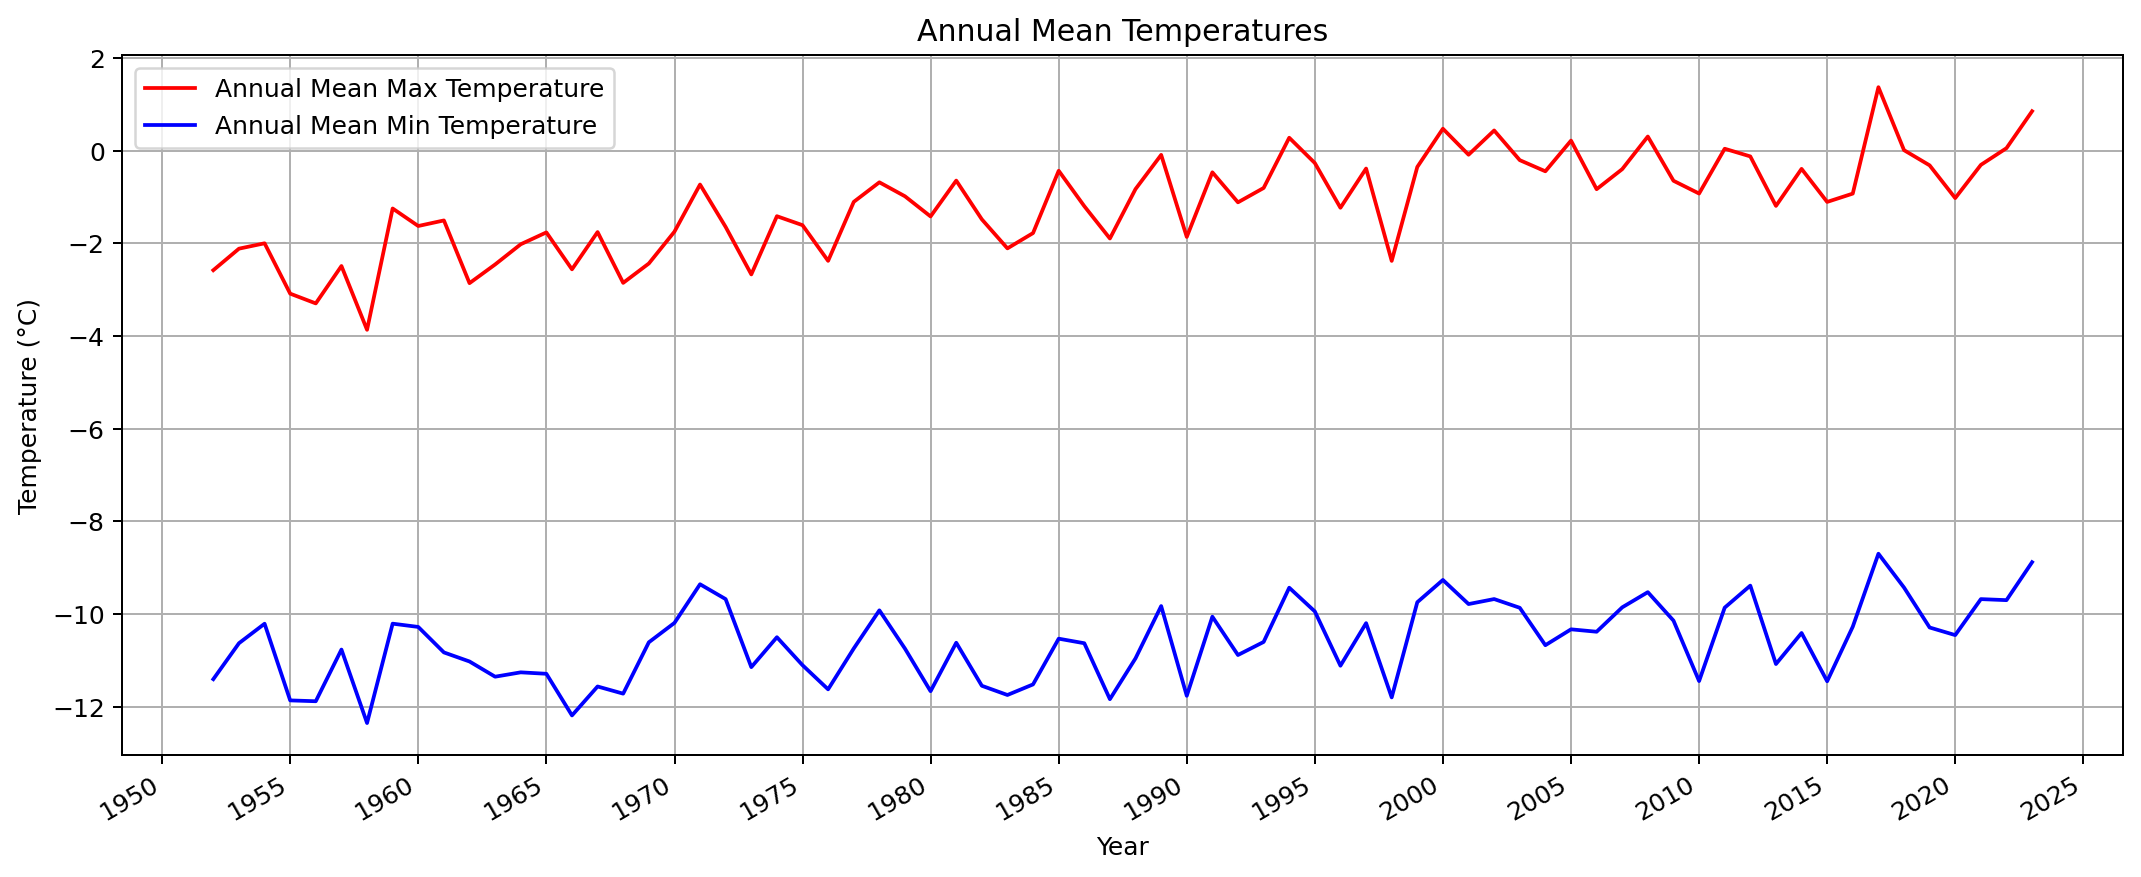 Annual Mean Temperatures
Annual Mean Max Temperature
Annual Mean Min Temperature
2
0
−2
−4
−6
−8
−10
−12
Temperature (°C)
1950 1955 1960 1965 1970 1975 1980 1985 1990 1995 2000 2005 2010 2015 2020 2025
Year